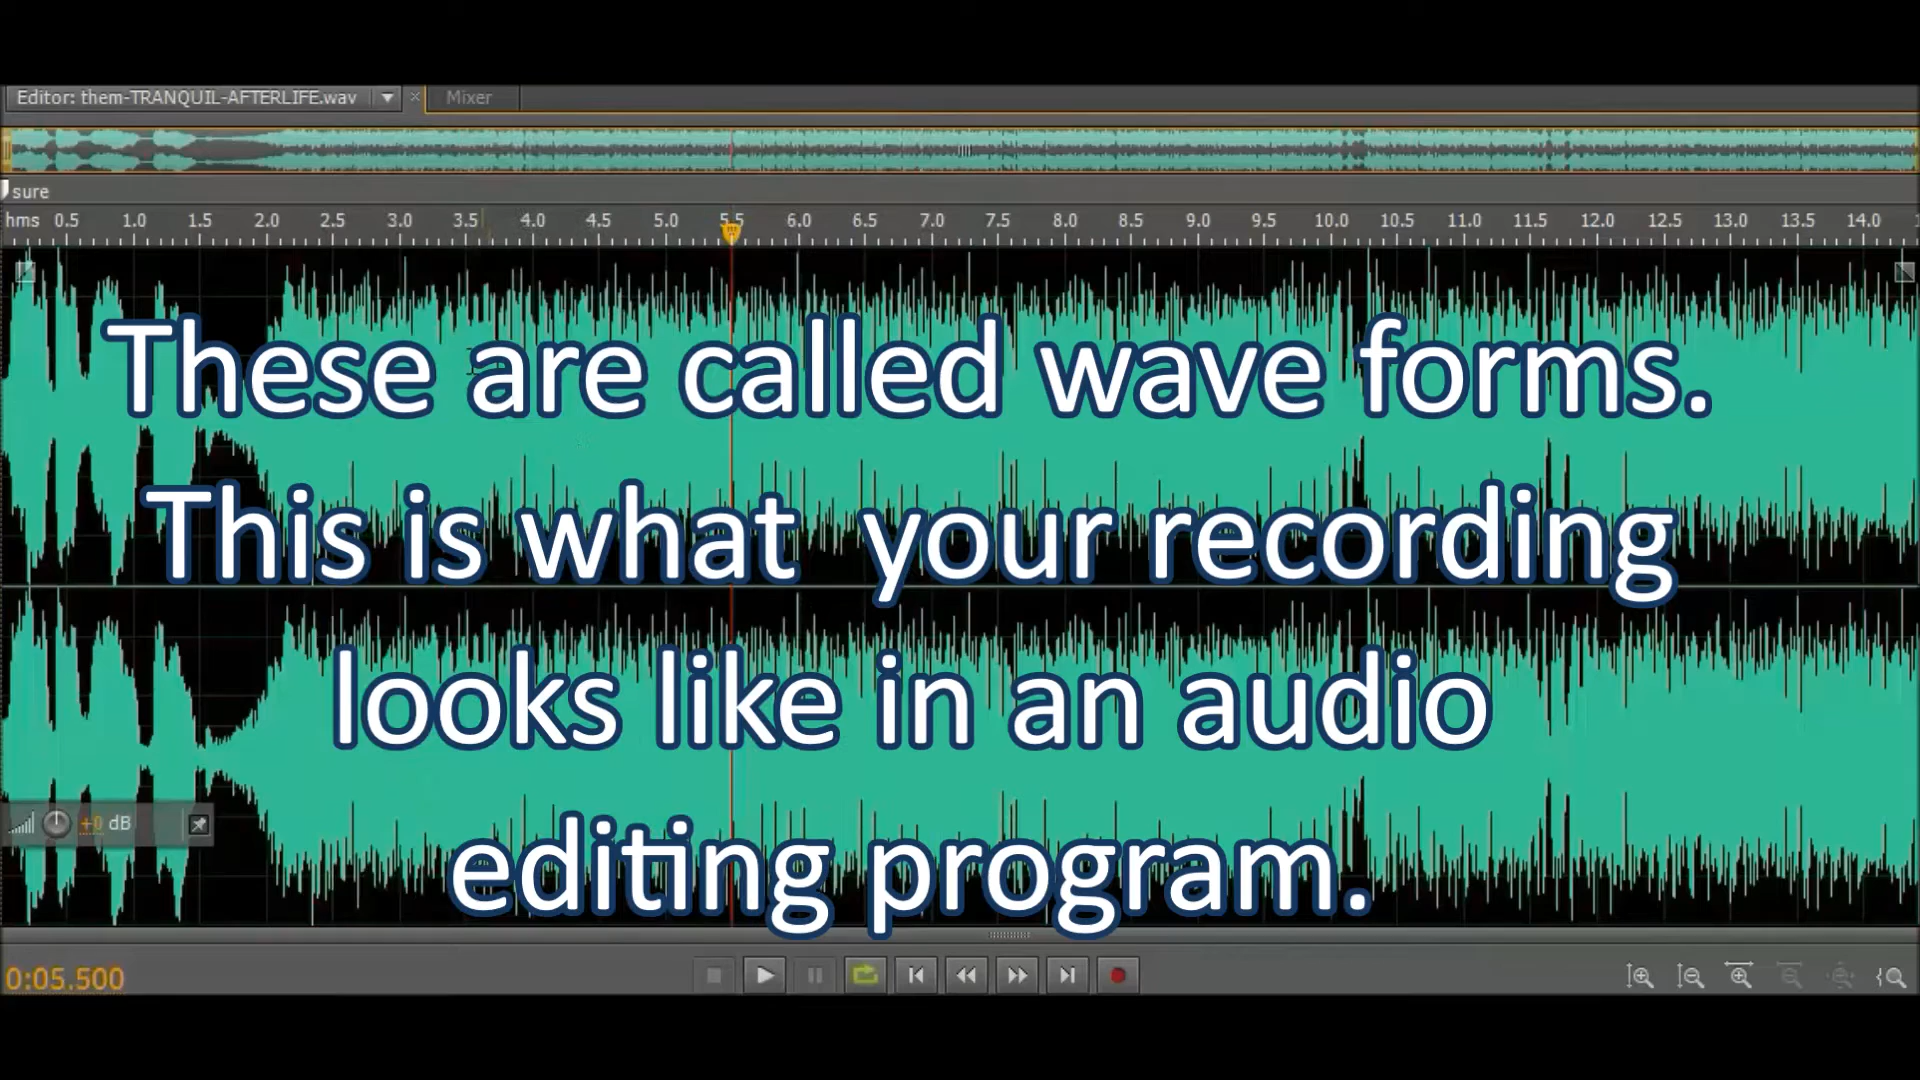 Editor: them-TRANQUIL-AFTERLIFE.wav Mixer
sure
hms 0.5 1.0 1.5 2.0 2.5 3.0 3.5 4.0 4.5 5.0 5.5 6.0 6.5 7.0 7.5 8.0 8.5 9.0 9.5 10.0 10.5 11.0 11.5 12.0 12.5 13.0 13.5 14.0
These are called wave forms.
This is what  your recording
looks like in an audio
+0 dB
editing program.
0:05.500